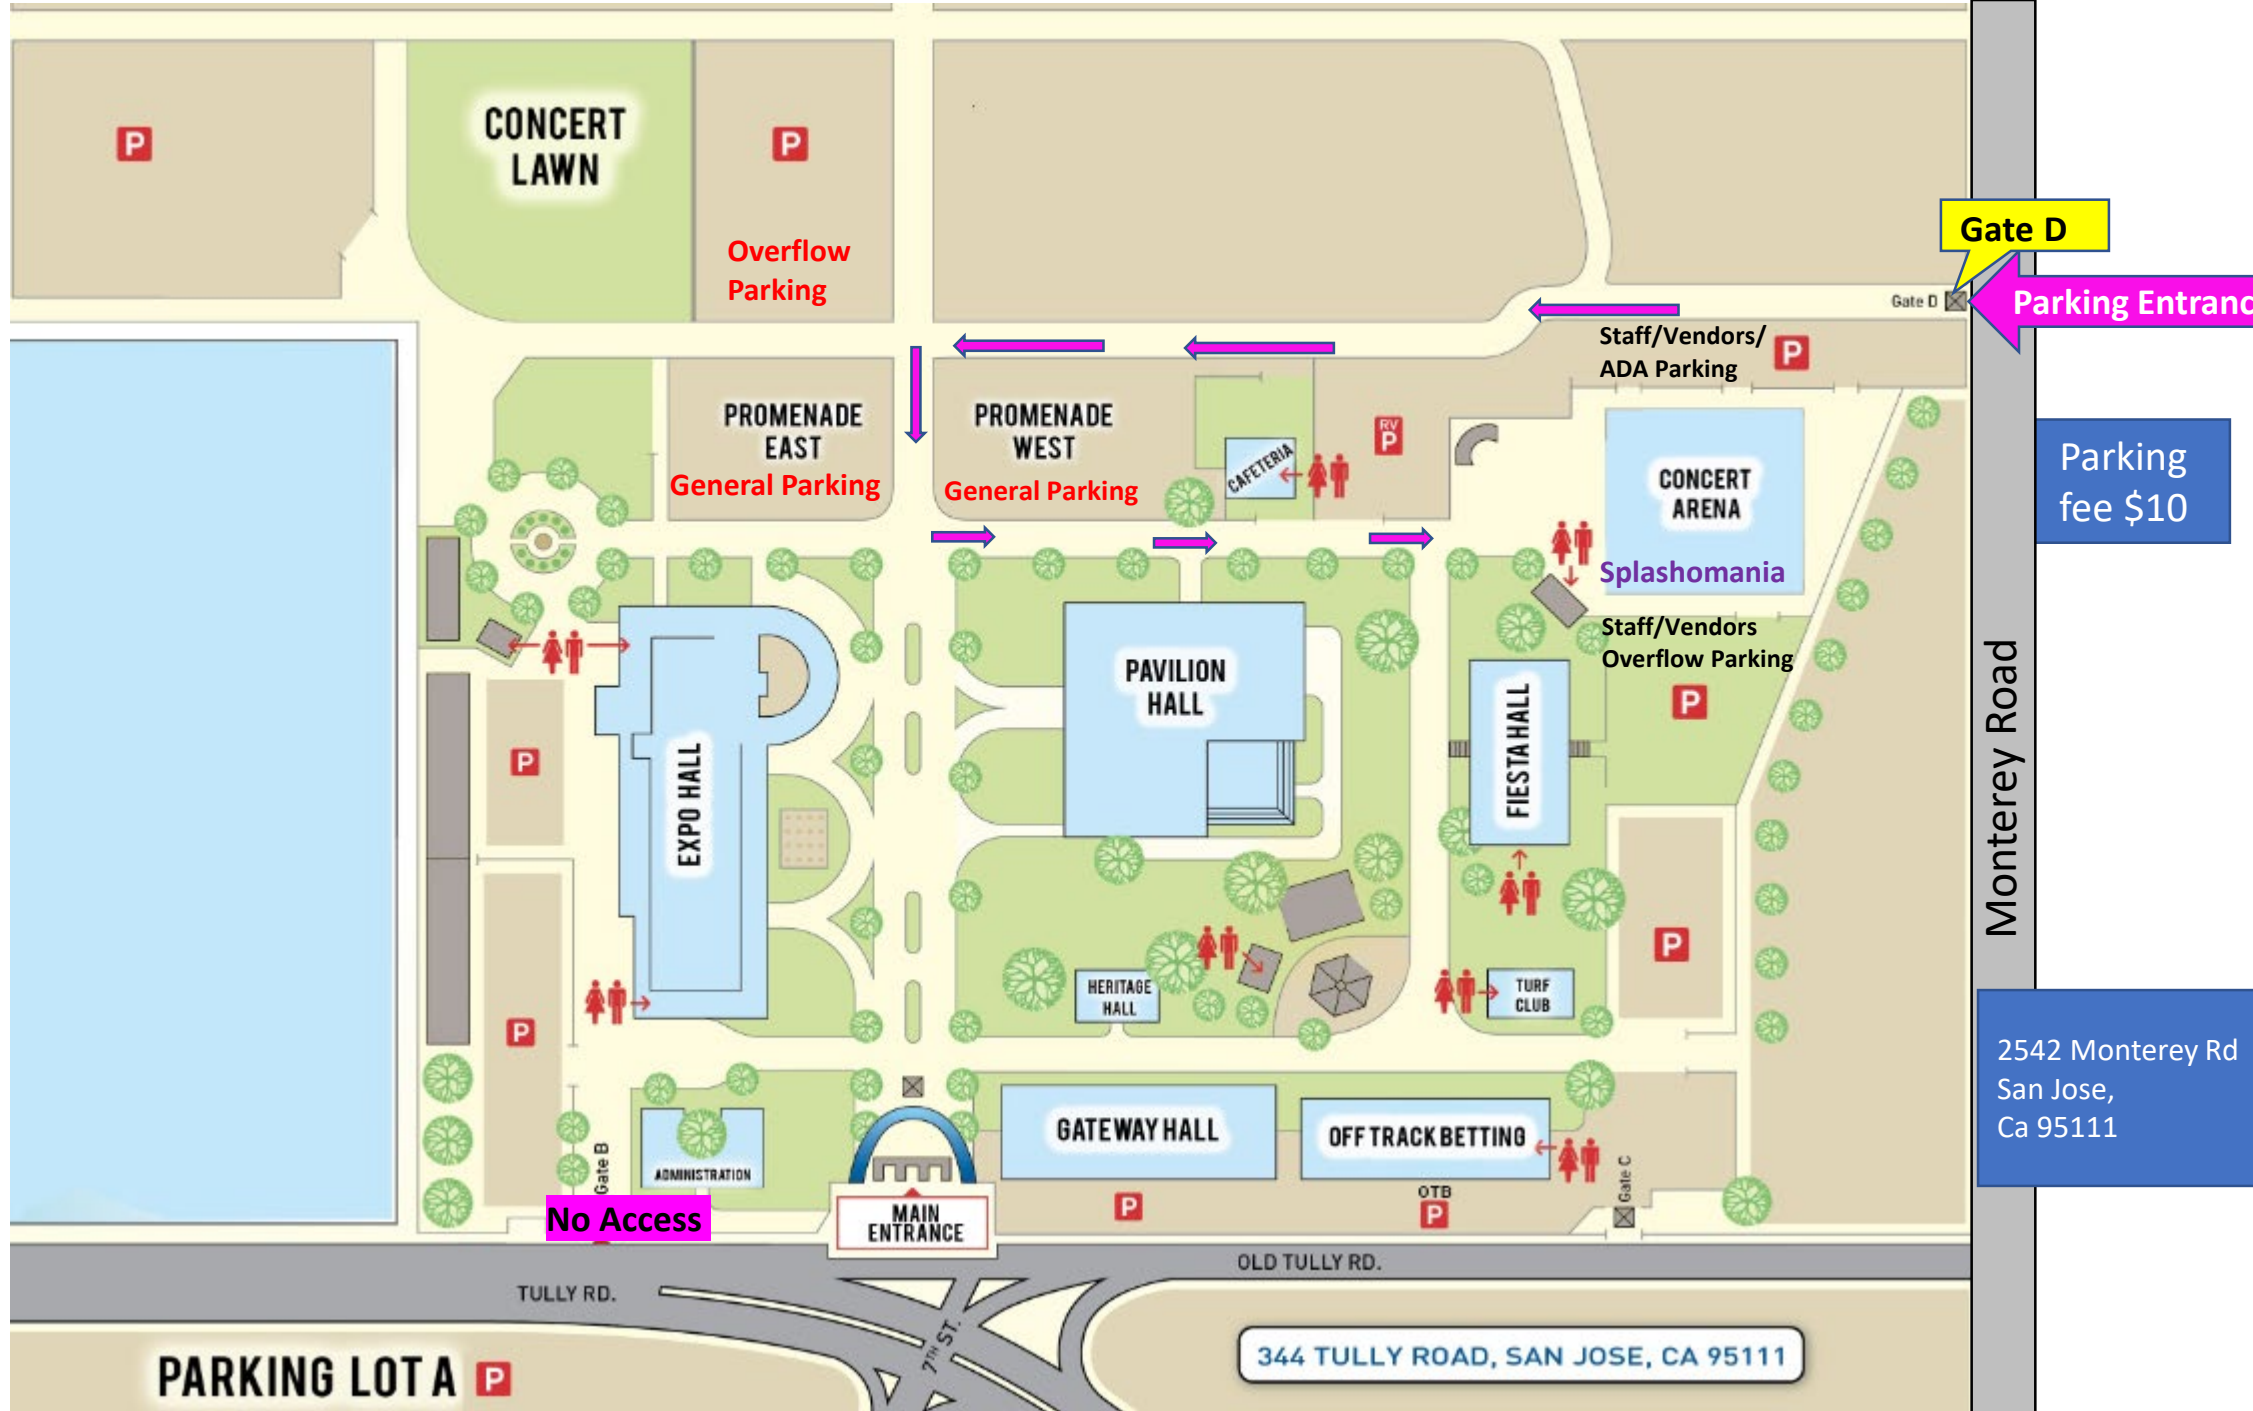 P
CONCERT
LAWN
P
Overflow
Parking
Gate D
Gate D
Parking Entranc
Staff/Vendors/
ADA Parking
P
PROMENADE
EAST
General Parking
PROMENADE
WEST
General Parking
CAFETERIA
RV
P
CONCERT
ARENA
Splashomania
Parking
fee $10
Staff/Vendors
Overflow Parking
P
PAVILION
HALL
FIESTA HALL
EXPO HALL
P
Monterey Road
P
HERITAGE
HALL
TURF
CLUB
P
2542 Monterey Rd
San Jose,
Ca 95111
GATEWAY HALL
OFF TRACK BETTING
ADMINISTRATION
Gate B
No Access
MAIN
ENTRANCE
P
OTB
P
Gate C
OLD TULLY RD.
TULLY RD.
7TH ST.
344 TULLY ROAD, SAN JOSE, CA 95111
PARKING LOT A P